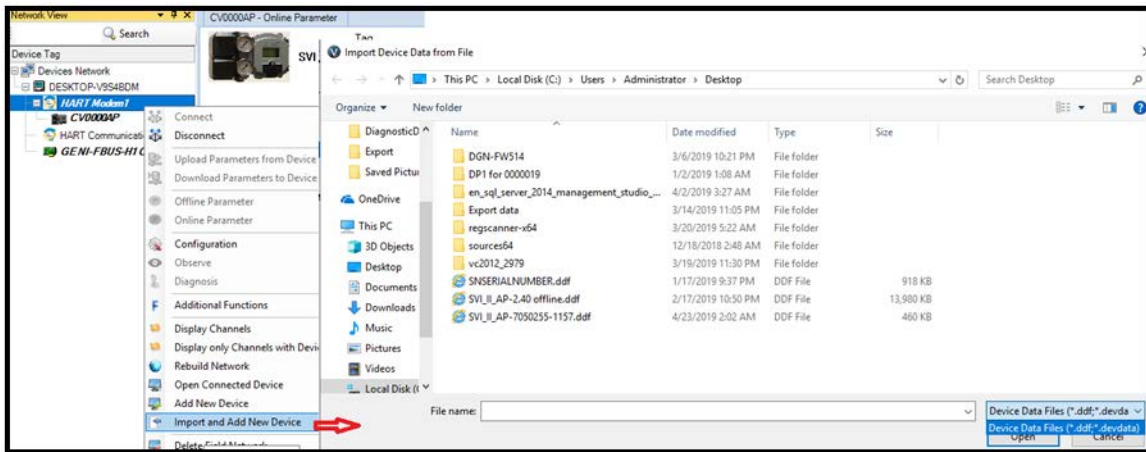 Network View
Search
Device Tag
Devices Network
DESKTOP-V9S4BDM
HART Modem1
CV0000AP
HART Communicati
GENI-FBUS-H1
CV0000AP - Online Parameter
Tag
SVI
Connect
Disconnect
Upload Parameters from Device
Download Parameters to Device
Offline Parameter
Online Parameter
Configuration
Observe
Diagnosis
Additional Functions
Display Channels
Display only Channels with Devi
Rebuild Network
Open Connected Device
Add New Device
Import and Add New Device
Delete Field Network
Import Device Data from File
This PC > Local Disk (C:) > Users > Administrator > Desktop
Search Desktop
Organize New folder
DiagnosticD
Export
Saved Pictur
OneDrive
This PC
3D Objects
Desktop
Documents
Downloads
Music
Pictures
Videos
Local Disk (
Name Date modified Type Size
DGN-FW514 3/6/2019 10:21 PM File folder
DP1 for 0000019 1/2/2019 1:08 AM File folder
en_sql_server_2014_management_studio_... 4/2/2019 3:27 AM File folder
Export data 3/14/2019 11:05 PM File folder
regscanner-x64 3/20/2019 5:22 AM File folder
sources64 12/18/2018 2:48 AM File folder
vc2012_2979 3/19/2019 11:30 PM File folder
SNSERIALNUMBER.ddf 1/17/2019 9:37 PM DDF File 918 KB
SVI_II_AP-2.40 offline.ddf 2/17/2019 10:50 PM DDF File 13,980 KB
SVI_II_AP-7050255-1157.ddf 4/23/2019 2:02 AM DDF File 460 KB
File name:
Device Data Files (*.ddf;*.devda
Device Data Files (*.ddf;*.devdata)
Open Cancel